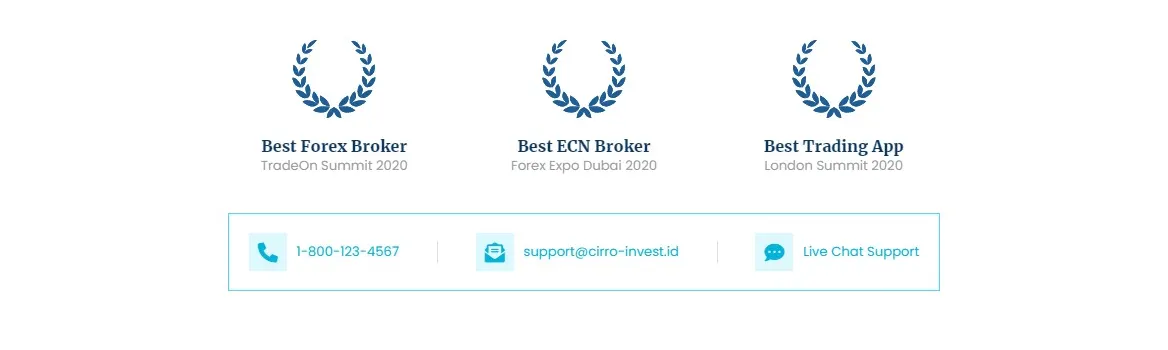 Best Forex Broker
TradeOn Summit 2020
Best ECN Broker
Forex Expo Dubai 2020
Best Trading App
London Summit 2020
1-800-123-4567
support@cirro-invest.id
Live Chat Support